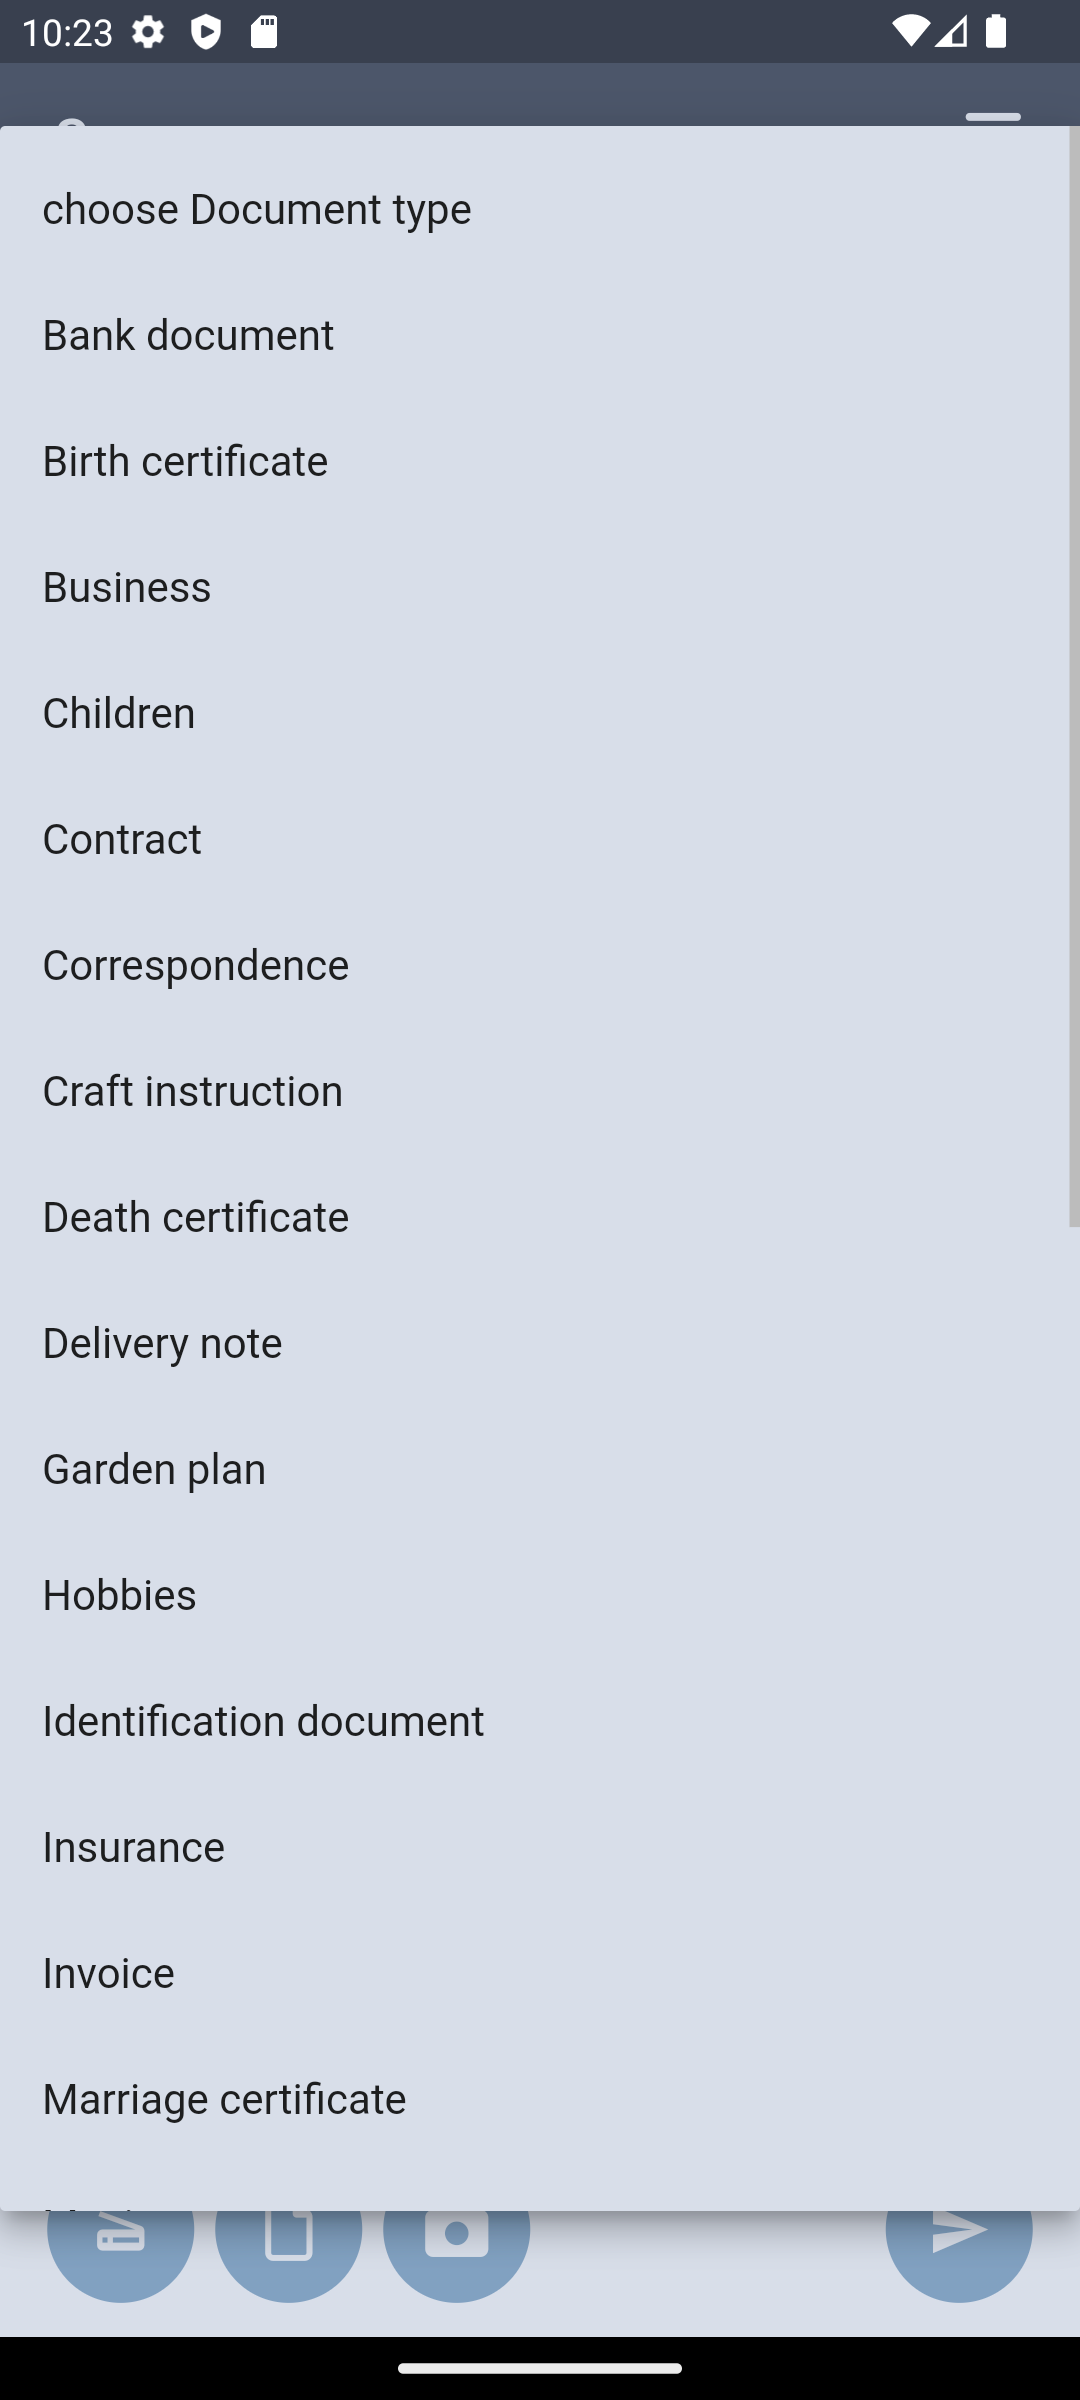 10:23
choose Document type
Bank document
Birth certificate
Business
Children
Contract
Correspondence
Craft instruction
Death certificate
Delivery note
Garden plan
Hobbies
Identification document
Insurance
Invoice
Marriage certificate